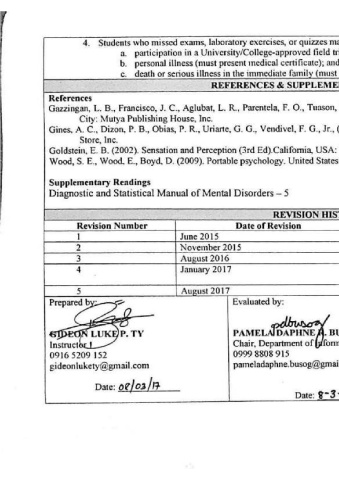 4. Students who missed exams, laboratory exercises, or quizzes
a. participation in a University/College-approved field
b. personal illness (must present medical certificate); and
c. death or serious illness in the immediate family (must
REFERENCES &
References
Gazzingan, L. B., Francisco, J. C., Aglubat, L. R., Parentela, F. O., Tuason,
City: Mutya Publishing House, Inc.
Gines, A. C., Dizon, P. B., Obias, P. R., Uriarte, G. G., Vendivel, F. G., Jr., (
Store, Inc.
Goldstein, E. B. (2002). Sensation and Perception (3rd Ed).California, USA:
Wood, S. E., Wood, E., Boyd, D. (2009). Portable psychology. United States
Supplementary Readings
Diagnostic and Statistical Manual of Mental Disorders – 5
REVISION HIS
Revision Number Date of Revision
1 June 2015
2 November 2015
3 August 2016
4 January 2017
5 August 2017
Prepared by: Evaluated by:
GIDEON LUKE P. TY PAMELA DAPHNE
Instructor 1 Chair, Department of
0916 5209 152 0999 8808 915
gideonlukety@gmail.com pameladaphne.busog@gmai
Date: 08/03/17 Date: 8-3-